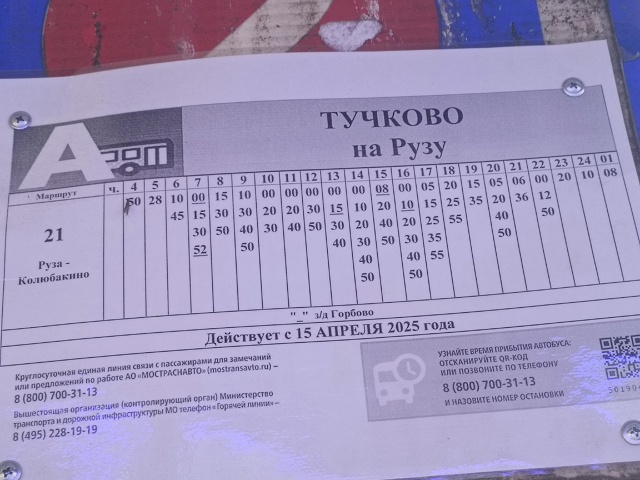 А
ТУЧКОВО
на Рузу
Маршрут ч. 4 5 6 7 8 9 10 11 12 13 14 15 16 17 18 19 20 21 22 23 24 01
50 28 10 00 15 10 00 00 00 00 00 08 00 05 20 15 05 06 00 20 10 08
45 15 30 30 20 20 30 15 10 20 10 15 25 35 20 36 12
21 30 50 40 30 40 50 30 20 40 20 25 55 40 50
Руза - 52 50 40 30 50 30 35 50
Колюбакино 40 40 55
50 50
"_" з/д Горбово
Действует с 15 АПРЕЛЯ 2025 года
Круглосуточная единая линия связи с пассажирами для замечаний
или предложений по работе АО «МОСТРАНСАВТО» (mostransavto.ru) –
8 (800) 700-31-13
Вышестоящая организация (контролирующий орган) Министерство
транспорта и дорожной инфраструктуры МО телефон «Горячей линии» –
8 (495) 228-19-19
УЗНАЙТЕ ВРЕМЯ ПРИБЫТИЯ АВТОБУСА:
ОТСКАНИРУЙТЕ QR-КОД
ИЛИ ПОЗВОНИТЕ ПО ТЕЛЕФОНУ
8 (800) 700-31-13
И НАЗОВИТЕ НОМЕР ОСТАНОВКИ